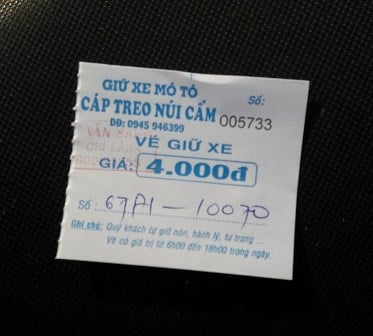 GIỮ XE MÔ TÔ
CÁP TREO NÚI CẤM
Số:
005733
DĐ: 0945 946399
VÉ GIỮ XE
GIÁ: 4.000đ
Số: 67A1 - 10070
Ghi chú: Quý khách tự giữ nón, hành lý, tư trang ...
Vé có giá trị từ 6h00 đến 18h00 trong ngày.